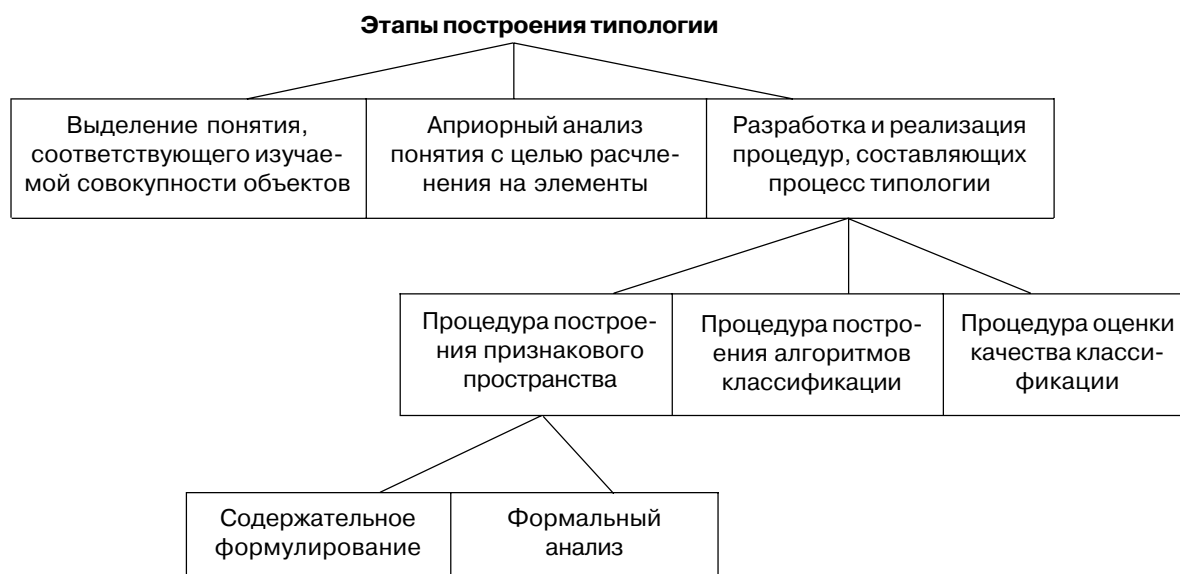 Этапы построения типологии
Выделение понятия,
соответствующего изучае-
мой совокупности объектов
Априорный анализ
понятия с целью расчле-
нения на элементы
Разработка и реализация
процедур, составляющих
процесс типологии
Процедура построе-
ния признакового
пространства
Процедура постро-
ения алгоритмов
классификации
Процедура оценки
качества класси-
фикации
Содержательное
формулирование
Формальный
анализ